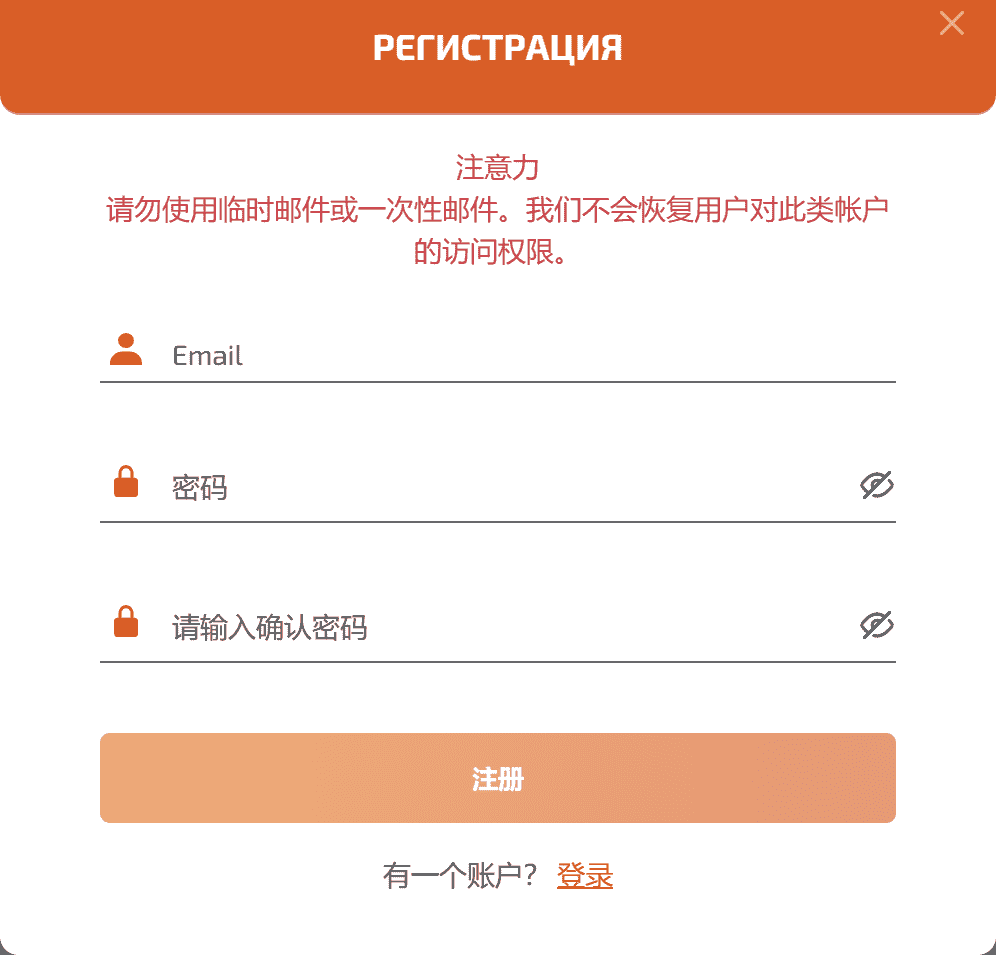 РЕГИСТРАЦИЯ
注意力
请勿使用临时邮件或一次性邮件。我们不会恢复用户对此类帐户
的访问权限。
Email
密码
请输入确认密码
注册
有一个账户？ 登录